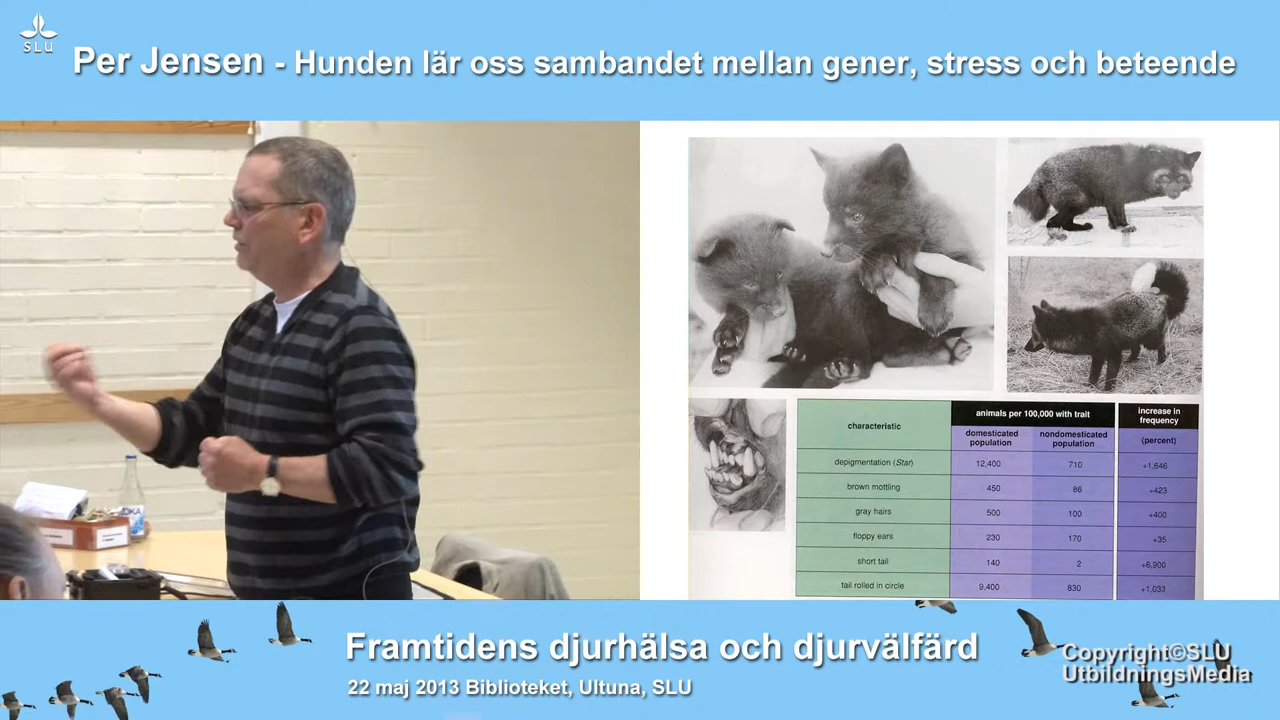 SLU
Per Jensen - Hunden lär oss sambandet mellan gener, stress och beteende
characteristic
animals per 100,000 with trait
increase in frequency
domesticated population
nondomesticated population
(percent)
depigmentation (Star) 12,400 710 +1,646
brown mottling 450 86 +423
gray hairs 500 100 +400
floppy ears 230 170 +35
short tail 140 2 +6,900
tail rolled in circle 9,400 830 +1,033
Framtidens djurhälsa och djurvälfärd
22 maj 2013 Biblioteket, Ultuna, SLU
Copyright©SLU
UtbildningsMedia